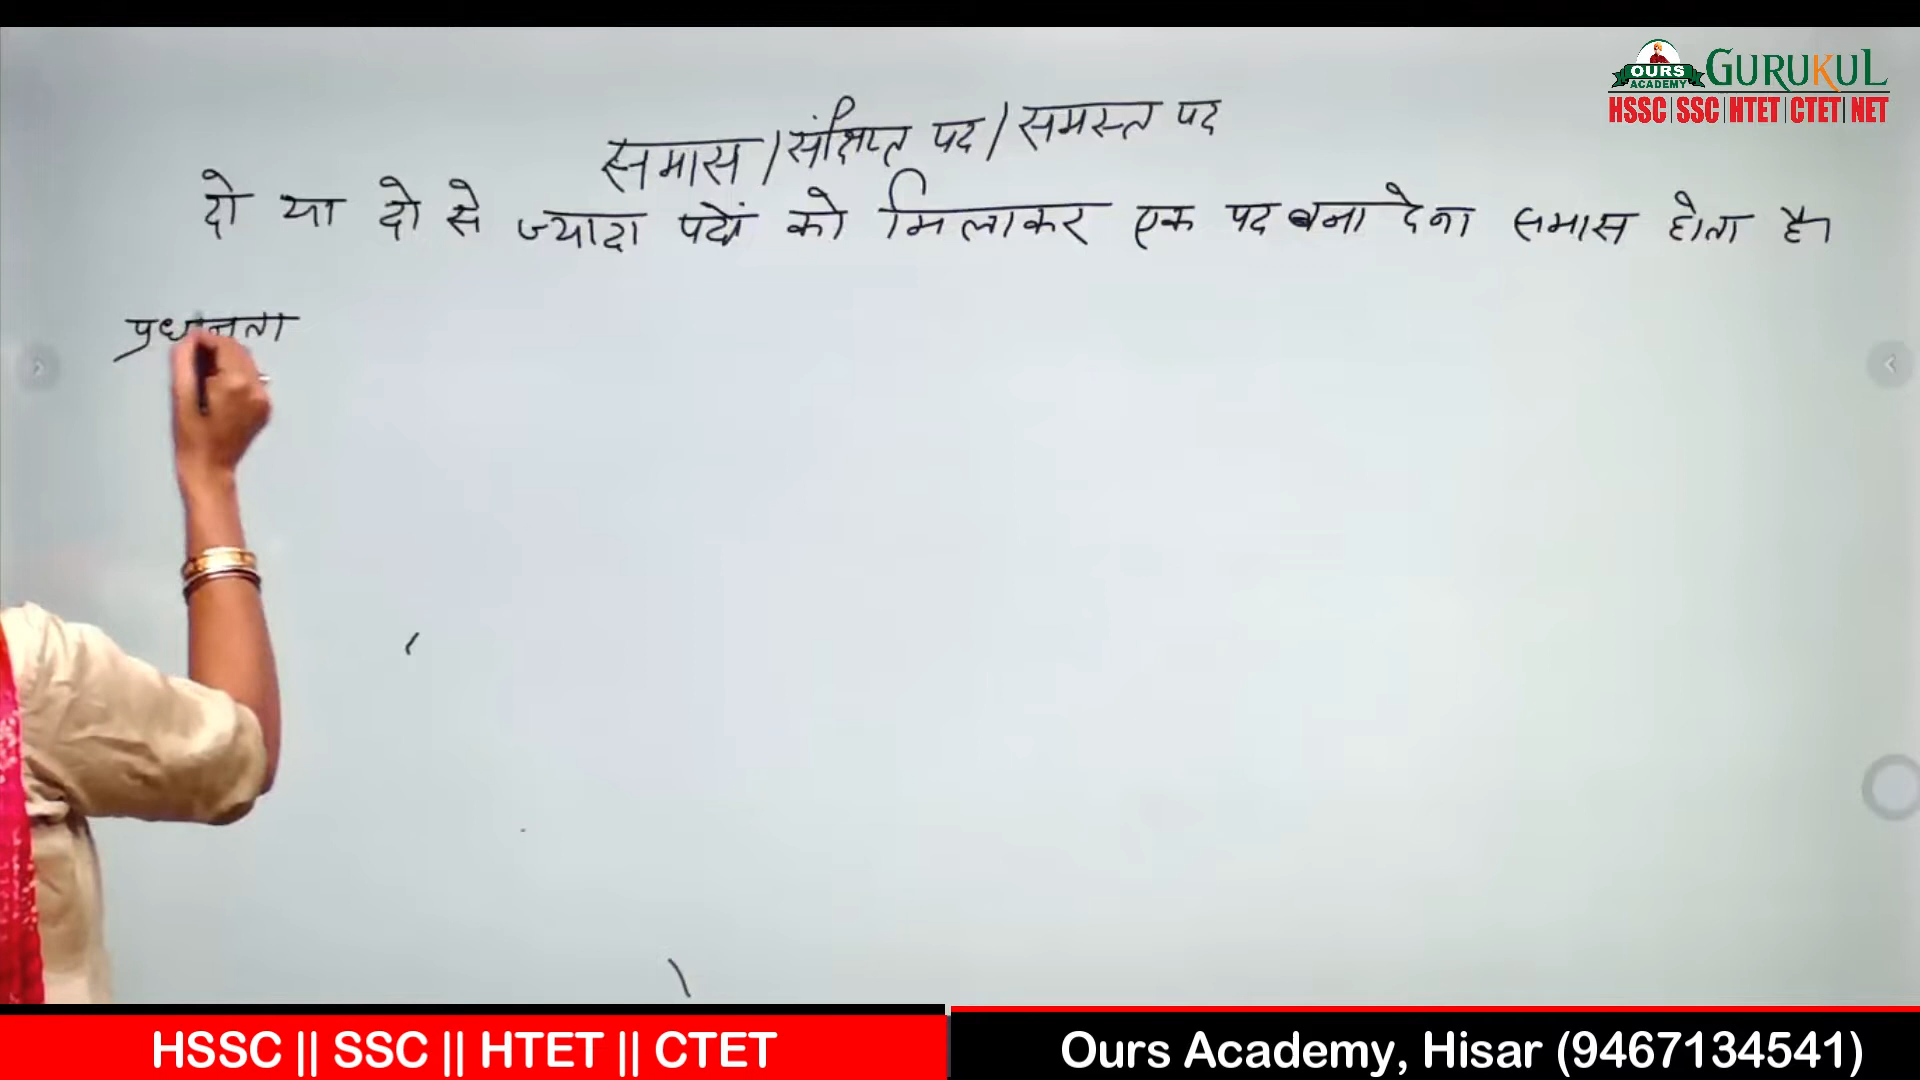 OURS
ACADEMY
GURUKUL
HSSC | SSC | HTET | CTET | NET
समास / संक्षिप्त पद / समस्त पद
दो या दो से ज्यादा पदों को मिलाकर एक पद बना देना समास होता है।
प्रधानता
HSSC || SSC || HTET || CTET
Ours Academy, Hisar (9467134541)